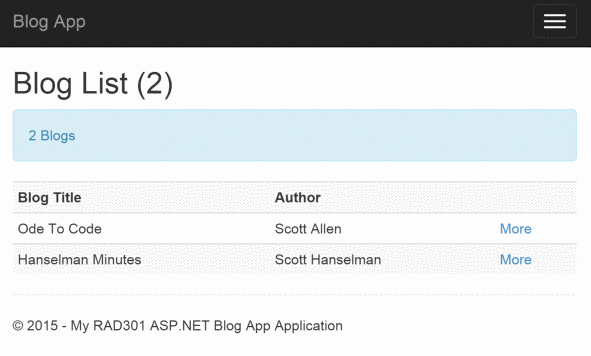 Blog App
Blog List (2)
2 Blogs
Blog Title Author
Ode To Code Scott Allen More
Hanselman Minutes Scott Hanselman More
© 2015 - My RAD301 ASP.NET Blog App Application